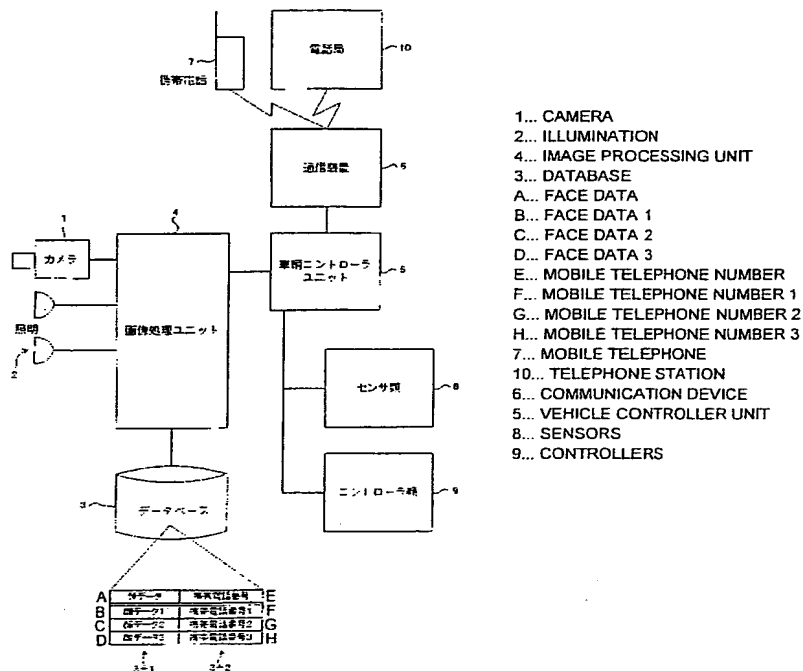 電話局
10
7
携帯電話
通信装置
6
4
1
カメラ
車輌コントローラ
ユニット
5
照明
2
画像処理ユニット
センサ類
8
3
データベース
コントローラ類
9
A 顔データ 携帯電話番号 E
B 顔データ1 携帯電話番号1 F
C 顔データ2 携帯電話番号2 G
D 顔データ3 携帯電話番号3 H
1... CAMERA
2... ILLUMINATION
4... IMAGE PROCESSING UNIT
3... DATABASE
A... FACE DATA
B... FACE DATA 1
C... FACE DATA 2
D... FACE DATA 3
E... MOBILE TELEPHONE NUMBER
F... MOBILE TELEPHONE NUMBER 1
G... MOBILE TELEPHONE NUMBER 2
H... MOBILE TELEPHONE NUMBER 3
7... MOBILE TELEPHONE
10... TELEPHONE STATION
6... COMMUNICATION DEVICE
5... VEHICLE CONTROLLER UNIT
8... SENSORS
9... CONTROLLERS